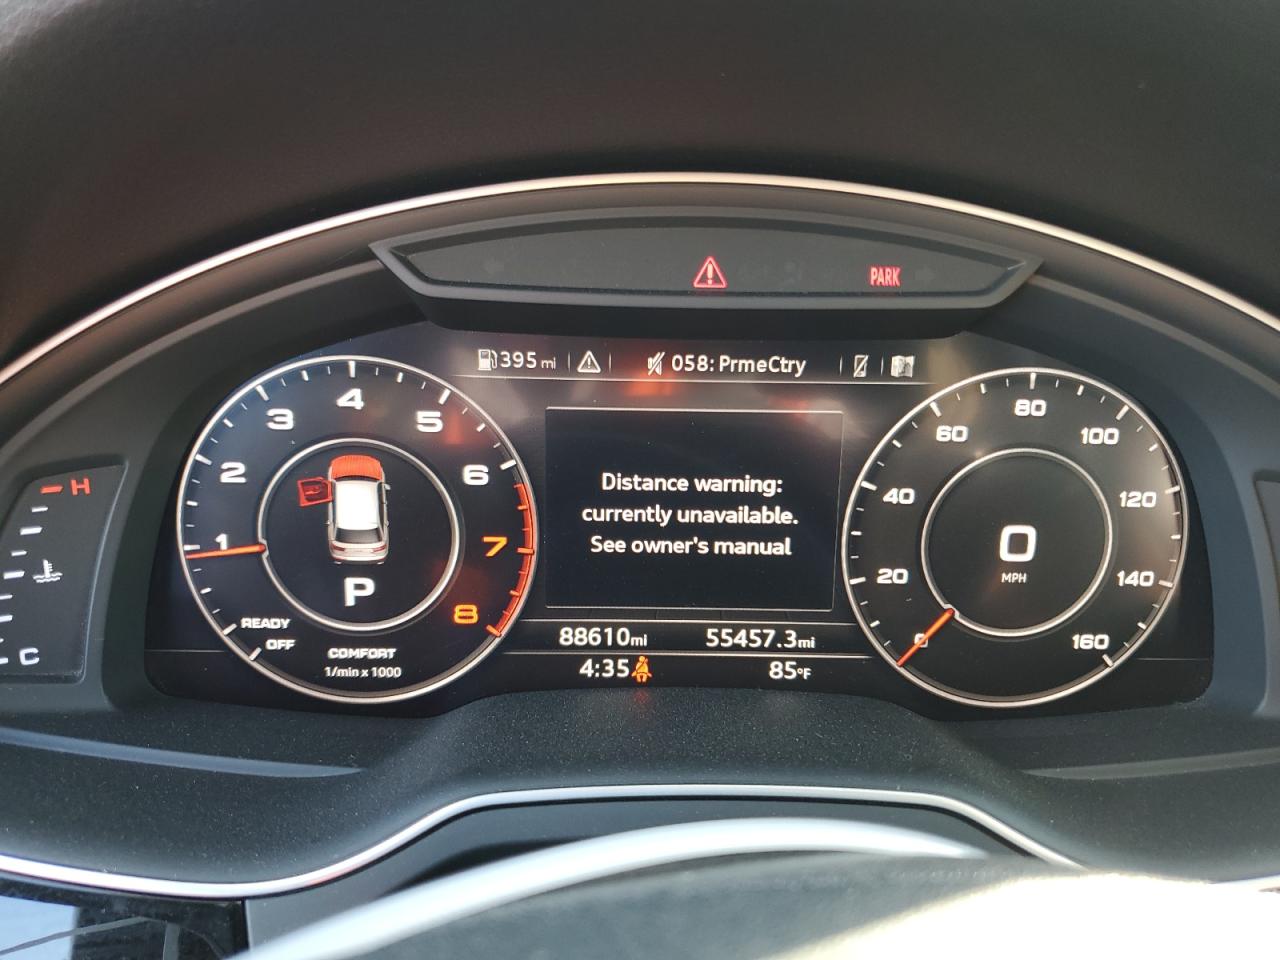 PARK
395 mi
058: PrmeCtry
1
2
3
4
5
6
7
8
P
READY
OFF
COMFORT
1/min x 1000
H
C
Distance warning:
currently unavailable.
See owner's manual
88610mi
55457.3mi
4:35
85°F
0
20
40
60
80
100
120
140
160
0
MPH